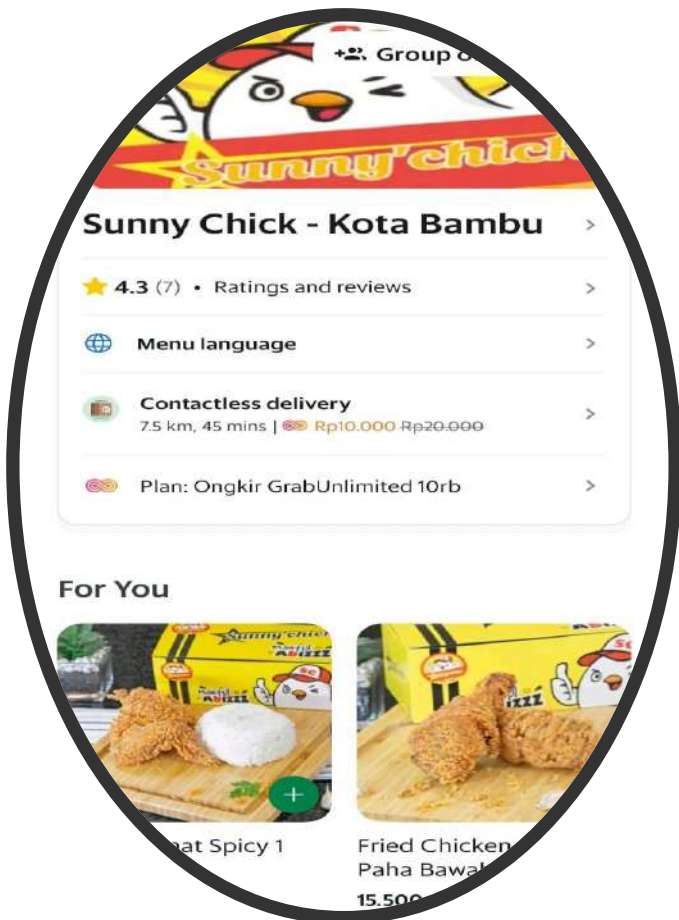 Group
Sunny'chick
Sunny Chick - Kota Bambu
4.3 (7) • Ratings and reviews
Menu language
Contactless delivery
7.5 km, 45 mins | Rp10.000 Rp20.000
Plan: Ongkir GrabUnlimited 10rb
For You
Sunny'chick
ABIZZZ
Spicy 1
Fried Chicken
Paha Bawah
15.500